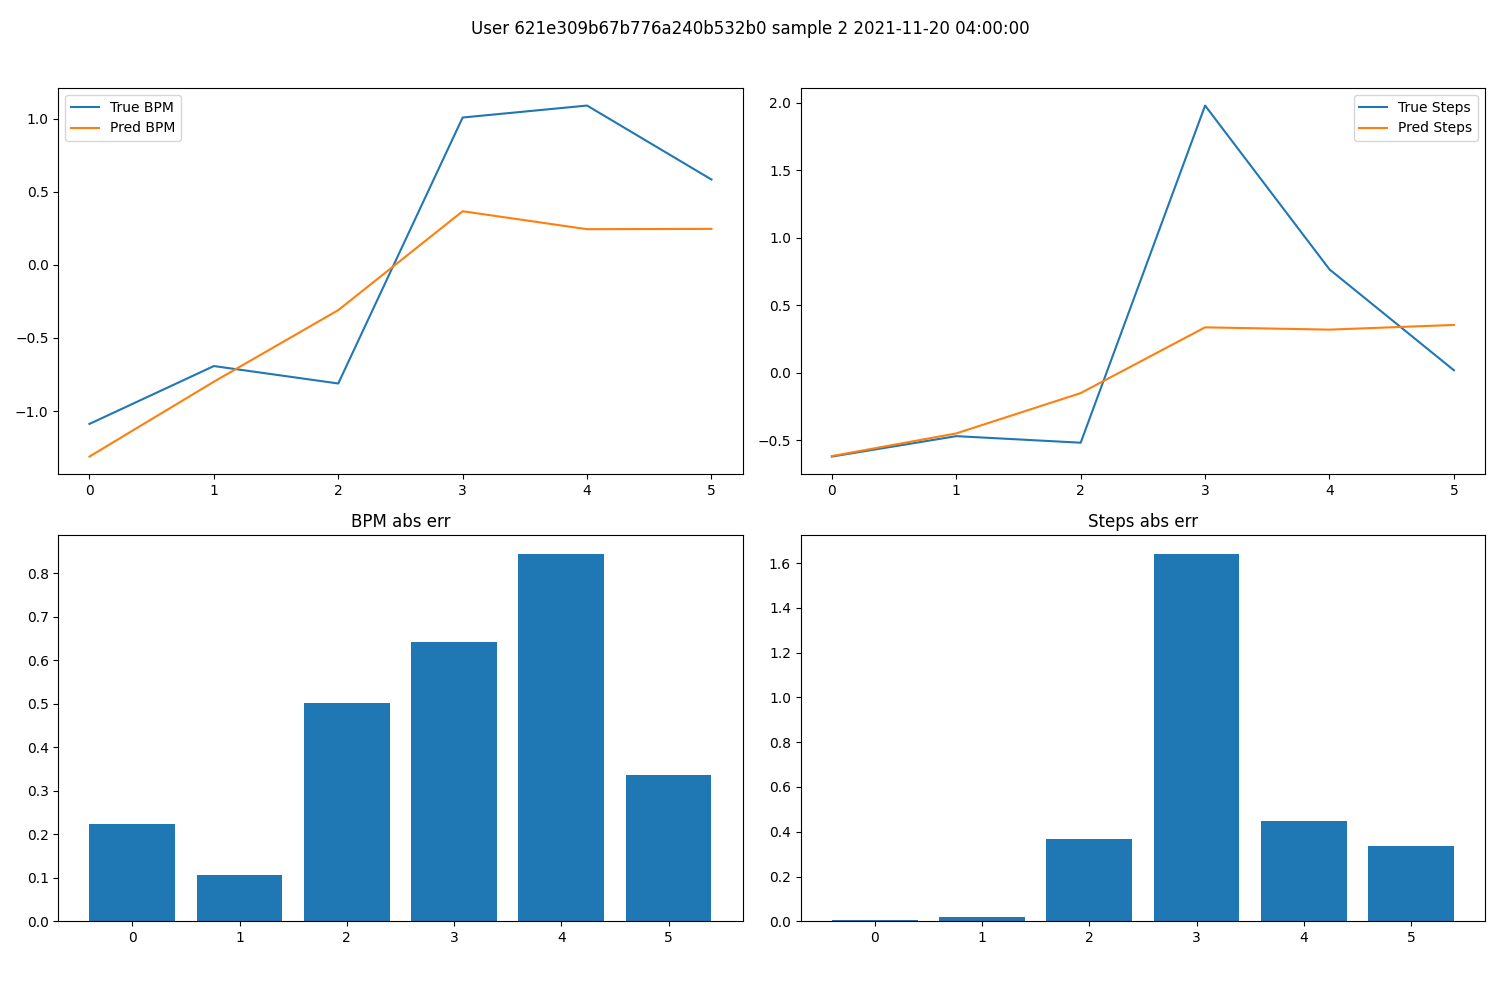 User 621e309b67b776a240b532b0 sample 2 2021-11-20 04:00:00
True BPM
Pred BPM
1.0
0.5
0.0
−0.5
−1.0
0 1 2 3 4 5
True Steps
Pred Steps
2.0
1.5
1.0
0.5
0.0
−0.5
0 1 2 3 4 5
BPM abs err
0.8
0.7
0.6
0.5
0.4
0.3
0.2
0.1
0.0
0 1 2 3 4 5
Steps abs err
1.6
1.4
1.2
1.0
0.8
0.6
0.4
0.2
0.0
0 1 2 3 4 5